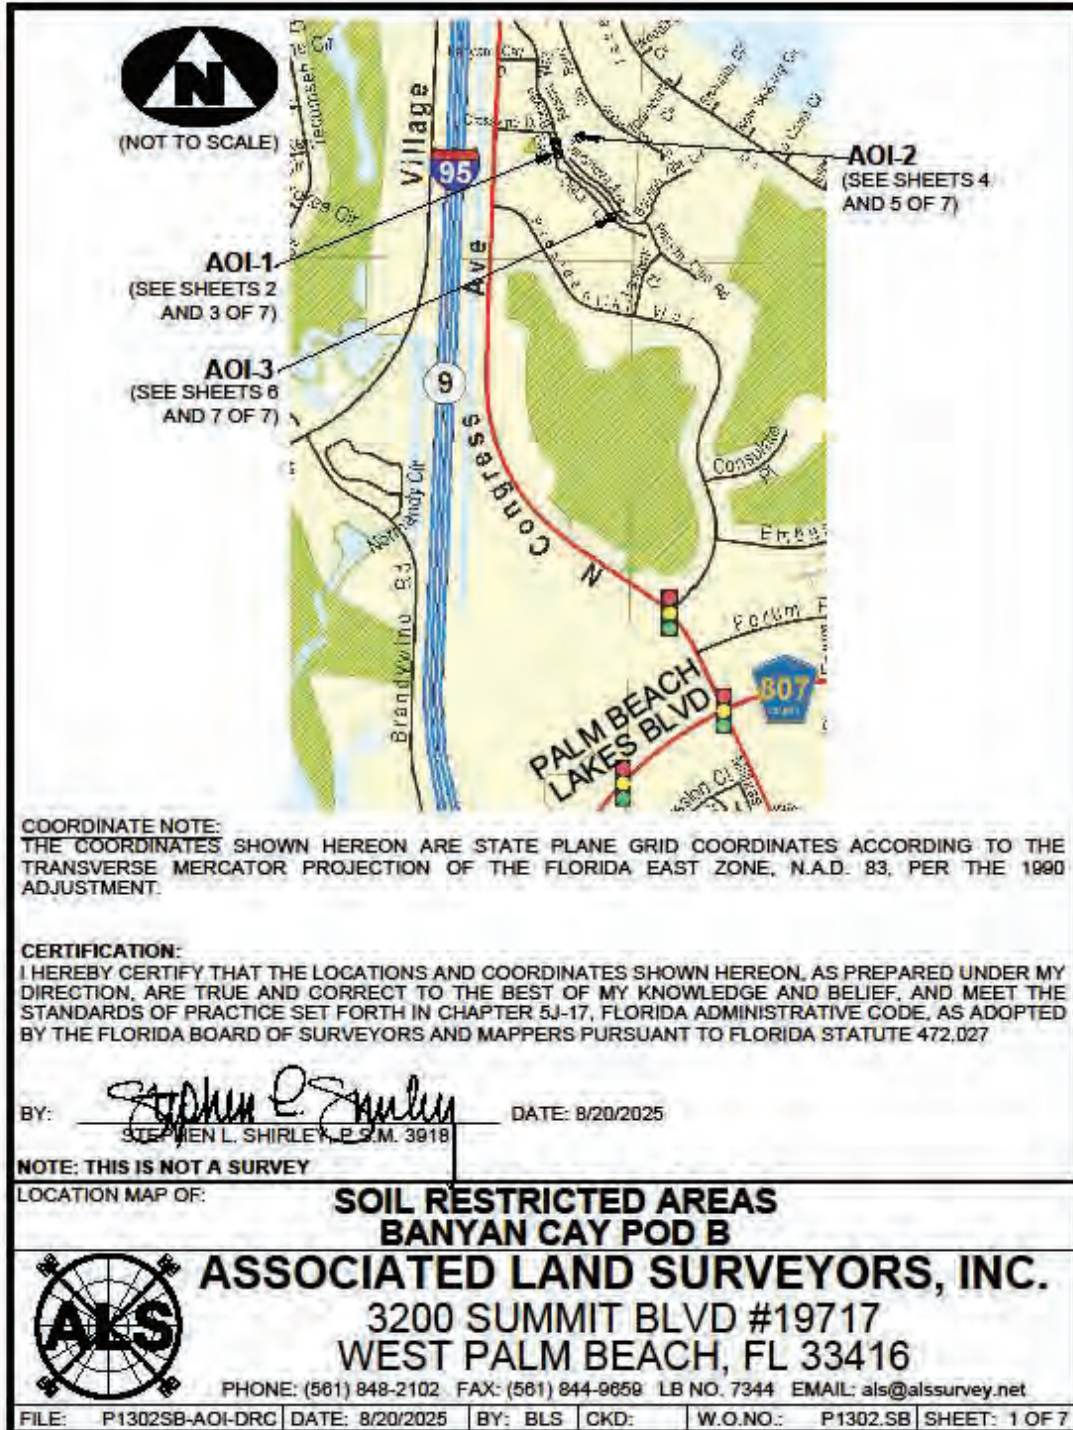 N
(NOT TO SCALE)
Village
95
AOI-2
(SEE SHEETS 4
AND 5 OF 7)
AOI-1
(SEE SHEETS 2
AND 3 OF 7)
Ave
AOI-3
(SEE SHEETS 6
AND 7 OF 7)
9
Congress
N
Consulate
Pl
Normandy Cir
Brandywine Rd
Forum
PALM BEACH
LAKES BLVD
807
COORDINATE NOTE:
THE COORDINATES SHOWN HEREON ARE STATE PLANE GRID COORDINATES ACCORDING TO THE
TRANSVERSE MERCATOR PROJECTION OF THE FLORIDA EAST ZONE, N.A.D. 83, PER THE 1990
ADJUSTMENT.
CERTIFICATION:
I HEREBY CERTIFY THAT THE LOCATIONS AND COORDINATES SHOWN HEREON, AS PREPARED UNDER MY
DIRECTION, ARE TRUE AND CORRECT TO THE BEST OF MY KNOWLEDGE AND BELIEF, AND MEET THE
STANDARDS OF PRACTICE SET FORTH IN CHAPTER 5J-17, FLORIDA ADMINISTRATIVE CODE, AS ADOPTED
BY THE FLORIDA BOARD OF SURVEYORS AND MAPPERS PURSUANT TO FLORIDA STATUTE 472.027
BY: Stephen L. Shirley DATE: 8/20/2025
STEPHEN L. SHIRLEY, P.S.M. 3918
NOTE: THIS IS NOT A SURVEY
LOCATION MAP OF: SOIL RESTRICTED AREAS
BANYAN CAY POD B
ALS
ASSOCIATED LAND SURVEYORS, INC.
3200 SUMMIT BLVD #19717
WEST PALM BEACH, FL 33416
PHONE: (561) 848-2102 FAX: (561) 844-9659 LB NO. 7344 EMAIL: als@alssurvey.net
FILE: P1302SB-AOI-DRC DATE: 8/20/2025 BY: BLS CKD: W.O.NO.: P1302.SB SHEET: 1 OF 7